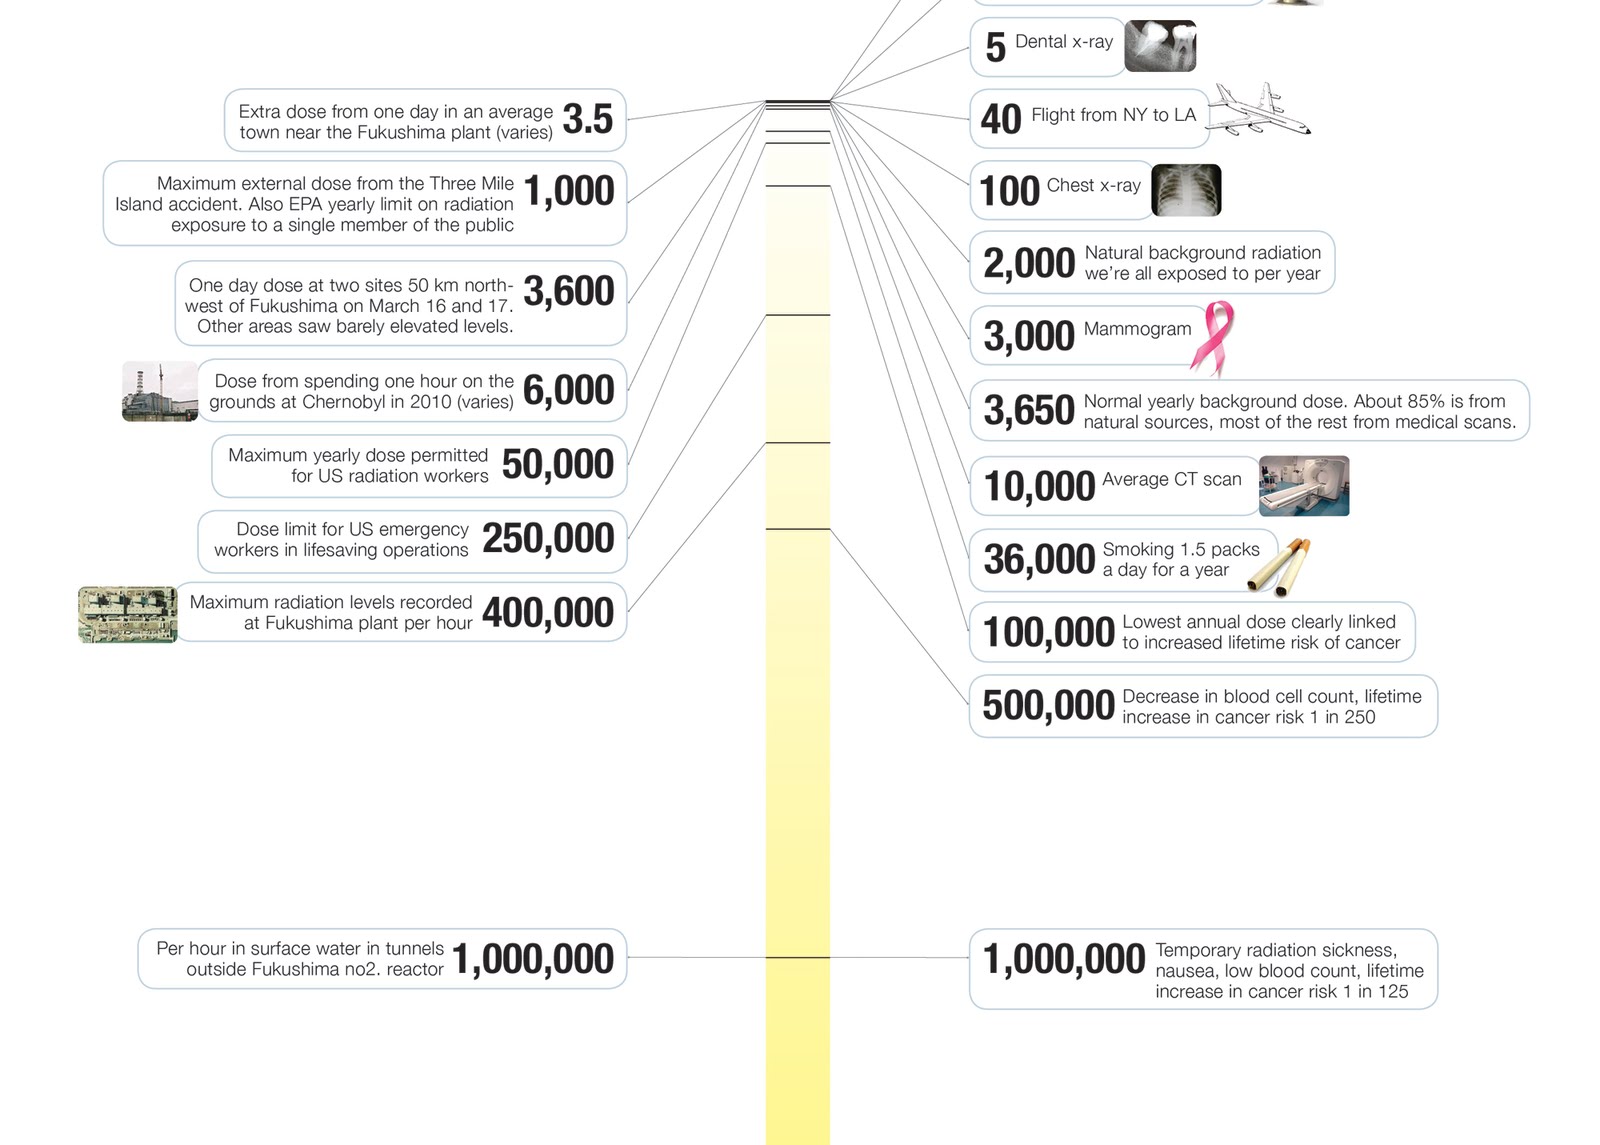 3.5
Extra dose from one day in an average
town near the Fukushima plant (varies)
1,000
Maximum external dose from the Three Mile
Island accident. Also EPA yearly limit on radiation
exposure to a single member of the public
3,600
One day dose at two sites 50 km north-
west of Fukushima on March 16 and 17.
Other areas saw barely elevated levels.
6,000
Dose from spending one hour on the
grounds at Chernobyl in 2010 (varies)
50,000
Maximum yearly dose permitted
for US radiation workers
250,000
Dose limit for US emergency
workers in lifesaving operations
400,000
Maximum radiation levels recorded
at Fukushima plant per hour
1,000,000
Per hour in surface water in tunnels
outside Fukushima no2. reactor
5 Dental x-ray
40 Flight from NY to LA
100 Chest x-ray
2,000
Natural background radiation
we're all exposed to per year
3,000 Mammogram
3,650
Normal yearly background dose. About 85% is from
natural sources, most of the rest from medical scans.
10,000 Average CT scan
36,000
Smoking 1.5 packs
a day for a year
100,000
Lowest annual dose clearly linked
to increased lifetime risk of cancer
500,000
Decrease in blood cell count, lifetime
increase in cancer risk 1 in 250
1,000,000
Temporary radiation sickness,
nausea, low blood count, lifetime
increase in cancer risk 1 in 125